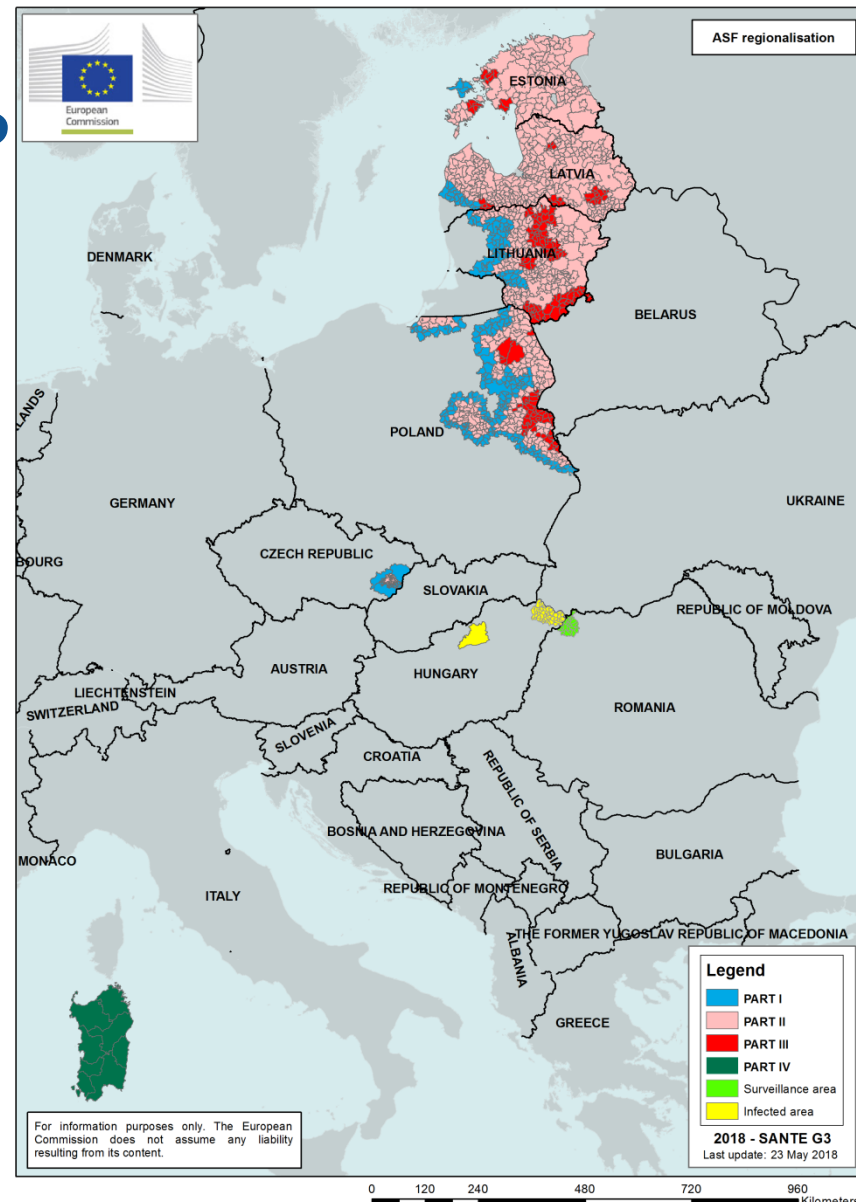 European
Commission
ASF regionalisation
ESTONIA
LATVIA
LITHUANIA
DENMARK
BELARUS
LANDS
POLAND
GERMANY
UKRAINE
BOURG
CZECH REPUBLIC
SLOVAKIA
REPUBLIC OF MOLDOVA
AUSTRIA
HUNGARY
LIECHTENSTEIN
SWITZERLAND
ROMANIA
SLOVENIA
CROATIA
REPUBLIC OF SERBIA
BOSNIA AND HERZEGOVINA
MONACO
BULGARIA
ITALY
REPUBLIC OF MONTENEGRO
THE FORMER YUGOSLAV REPUBLIC OF MACEDONIA
ALBANIA
GREECE
Legend
PART I
PART II
PART III
PART IV
Surveillance area
Infected area
2018 - SANTE G3
Last update: 23 May 2018
For information purposes only. The European
Commission does not assume any liability
resulting from its content.
0 120 240 480 720 960
Kilometers